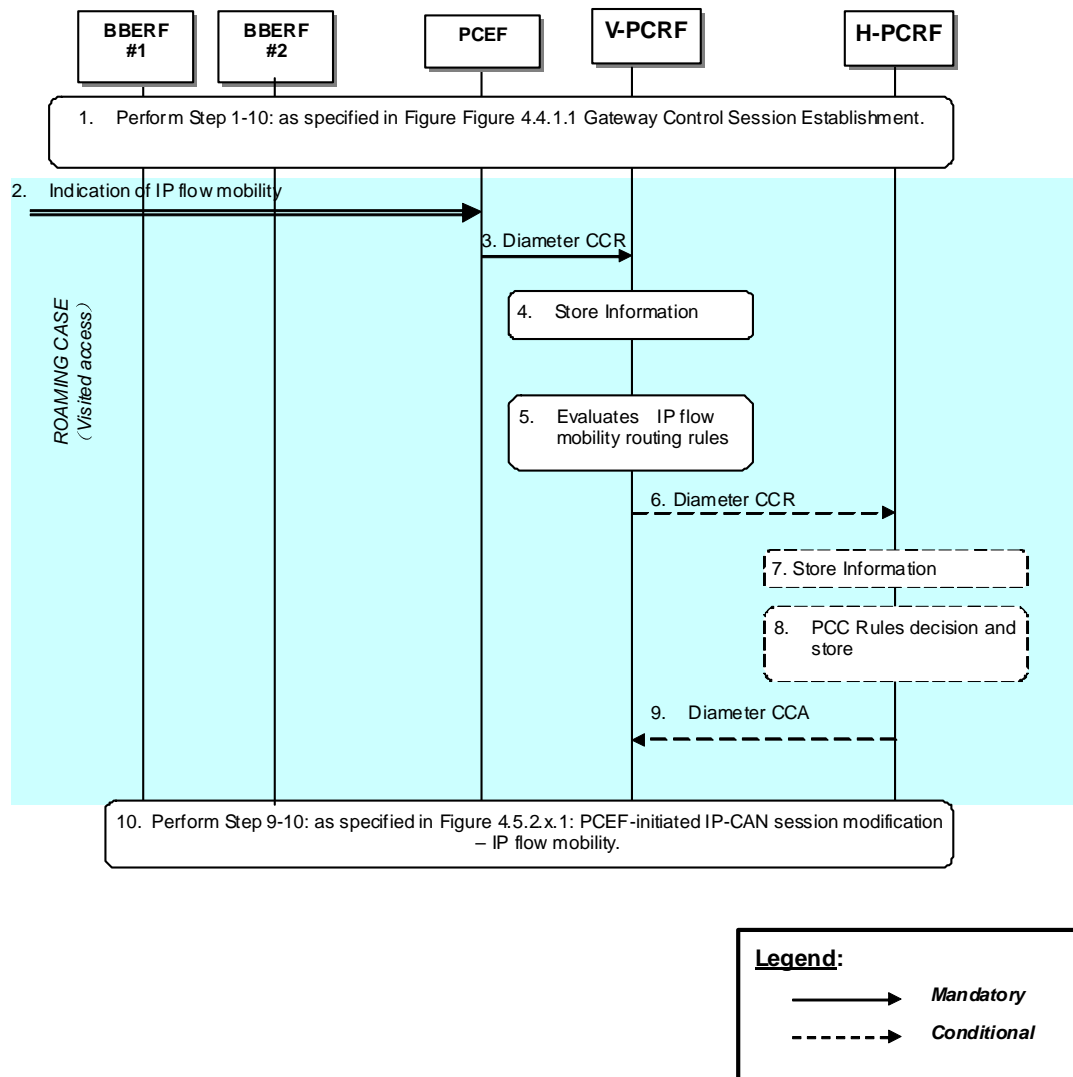 BBERF
#1
BBERF
#2
PCEF
V-PCRF
H-PCRF
1. Perform Step 1-10: as specified in Figure Figure 4.4.1.1 Gateway Control Session Establishment.
2. Indication of IP flow mobility
3. Diameter CCR
ROAMING CASE
(Visited access)
4. Store Information
5. Evaluates IP flow
mobility routing rules
6. Diameter CCR
7. Store Information
8. PCC Rules decision and
store
9. Diameter CCA
10. Perform Step 9-10: as specified in Figure 4.5.2.x.1: PCEF-initiated IP-CAN session modification
– IP flow mobility.
Legend:
Mandatory
Conditional